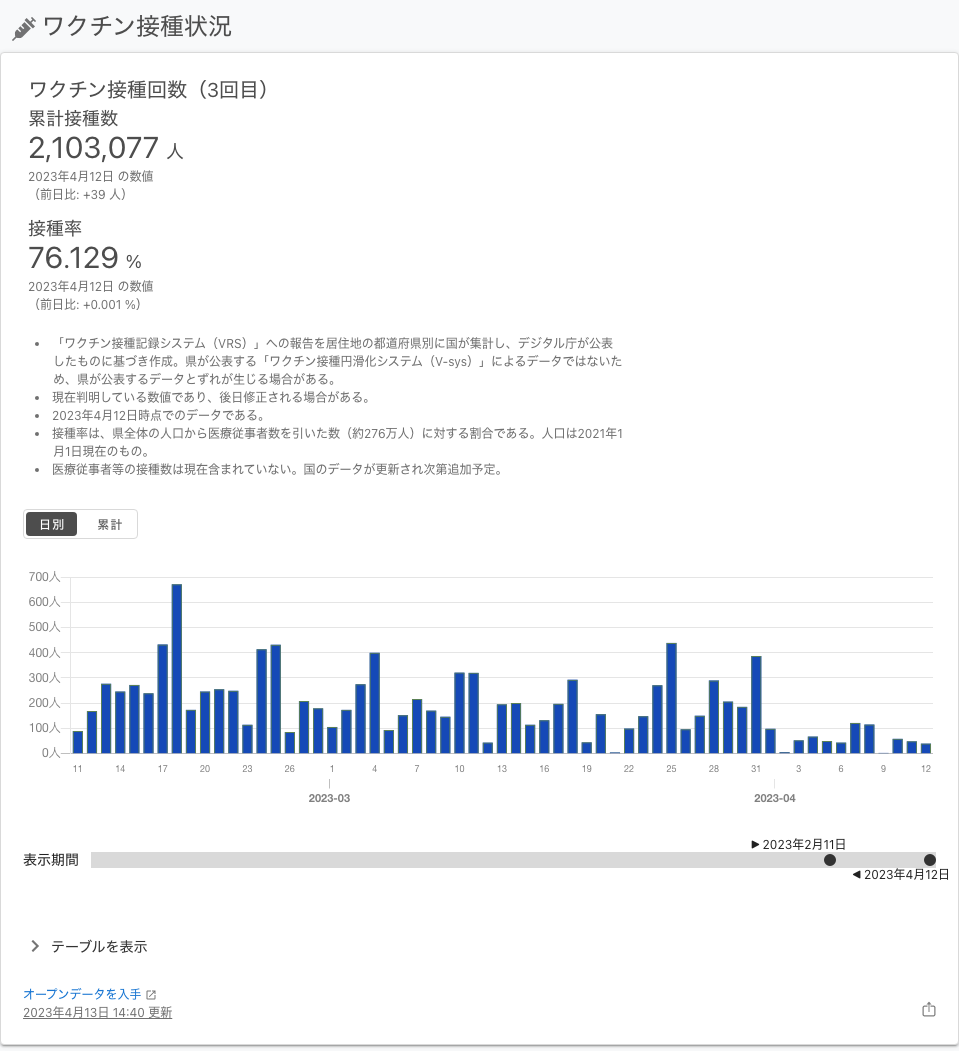 ワクチン接種状況
ワクチン接種回数（3回目）
累計接種数
2,103,077 人
2023年4月12日 の数値
（前日比: +39 人）
接種率
76.129 %
2023年4月12日 の数値
（前日比: +0.001 %）
• 「ワクチン接種記録システム（VRS）」への報告を居住地の都道府県別に国が集計し、デジタル庁が公表
したものに基づき作成。県が公表する「ワクチン接種円滑化システム（V-sys）」によるデータではないた
め、県が公表するデータとずれが生じる場合がある。
• 現在判明している数値であり、後日修正される場合がある。
• 2023年4月12日時点でのデータである。
• 接種率は、県全体の人口から医療従事者数を引いた数（約276万人）に対する割合である。人口は2021年1
月1日現在のもの。
• 医療従事者等の接種数は現在含まれていない。国のデータが更新され次第追加予定。
日別 累計
700人
600人
500人
400人
300人
200人
100人
0人
11 14 17 20 23 26 1 4 7 10 13 16 19 22 25 28 31 3 6 9 12
2023-03 2023-04
▶ 2023年2月11日
表示期間
◀ 2023年4月12日
テーブルを表示
オープンデータを入手
2023年4月13日 14:40 更新